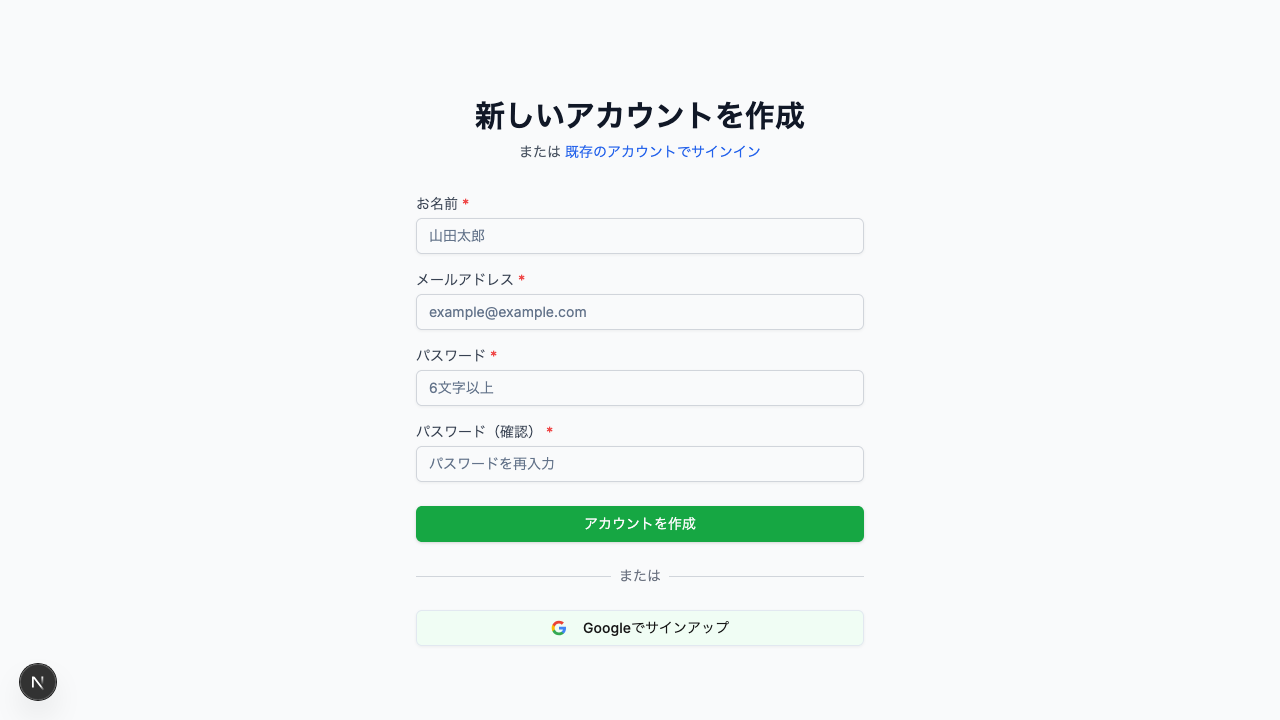 新しいアカウントを作成
または 既存のアカウントでサインイン
お名前 *
山田太郎
メールアドレス *
example@example.com
パスワード *
6文字以上
パスワード（確認） *
パスワードを再入力
アカウントを作成
または
Googleでサインアップ
N